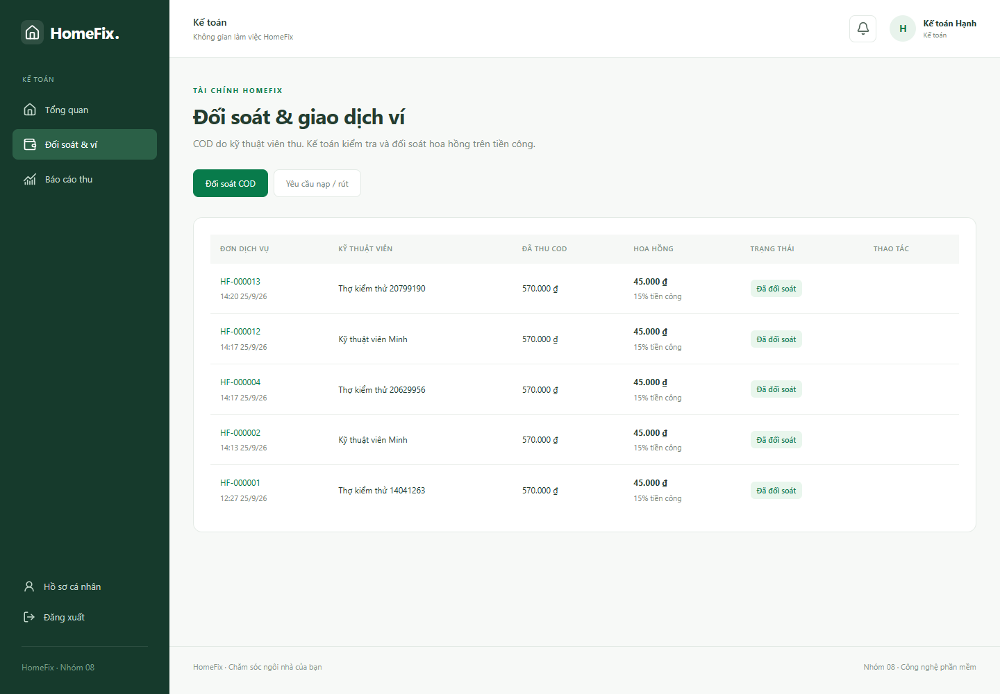 HomeFix.
KẾ TOÁN
Tổng quan
Đối soát & ví
Báo cáo thu
Hồ sơ cá nhân
Đăng xuất
HomeFix · Nhóm 08
Kế toán
Không gian làm việc HomeFix
H
Kế toán Hạnh
Kế toán
TÀI CHÍNH HOMEFIX
Đối soát & giao dịch ví
COD do kỹ thuật viên thu. Kế toán kiểm tra và đối soát hoa hồng trên tiền công.
Đối soát COD
Yêu cầu nạp / rút
ĐƠN DỊCH VỤ KỸ THUẬT VIÊN ĐÃ THU COD HOA HỒNG TRẠNG THÁI THAO TÁC
HF-000013 Thợ kiểm thử 20799190 570.000 ₫ 45.000 ₫ Đã đối soát
14:20 25/9/26 15% tiền công
HF-000012 Kỹ thuật viên Minh 570.000 ₫ 45.000 ₫ Đã đối soát
14:17 25/9/26 15% tiền công
HF-000004 Thợ kiểm thử 20629956 570.000 ₫ 45.000 ₫ Đã đối soát
14:17 25/9/26 15% tiền công
HF-000002 Kỹ thuật viên Minh 570.000 ₫ 45.000 ₫ Đã đối soát
14:13 25/9/26 15% tiền công
HF-000001 Thợ kiểm thử 14041263 570.000 ₫ 45.000 ₫ Đã đối soát
12:27 25/9/26 15% tiền công
HomeFix · Chăm sóc ngôi nhà của bạn
Nhóm 08 · Công nghệ phần mềm